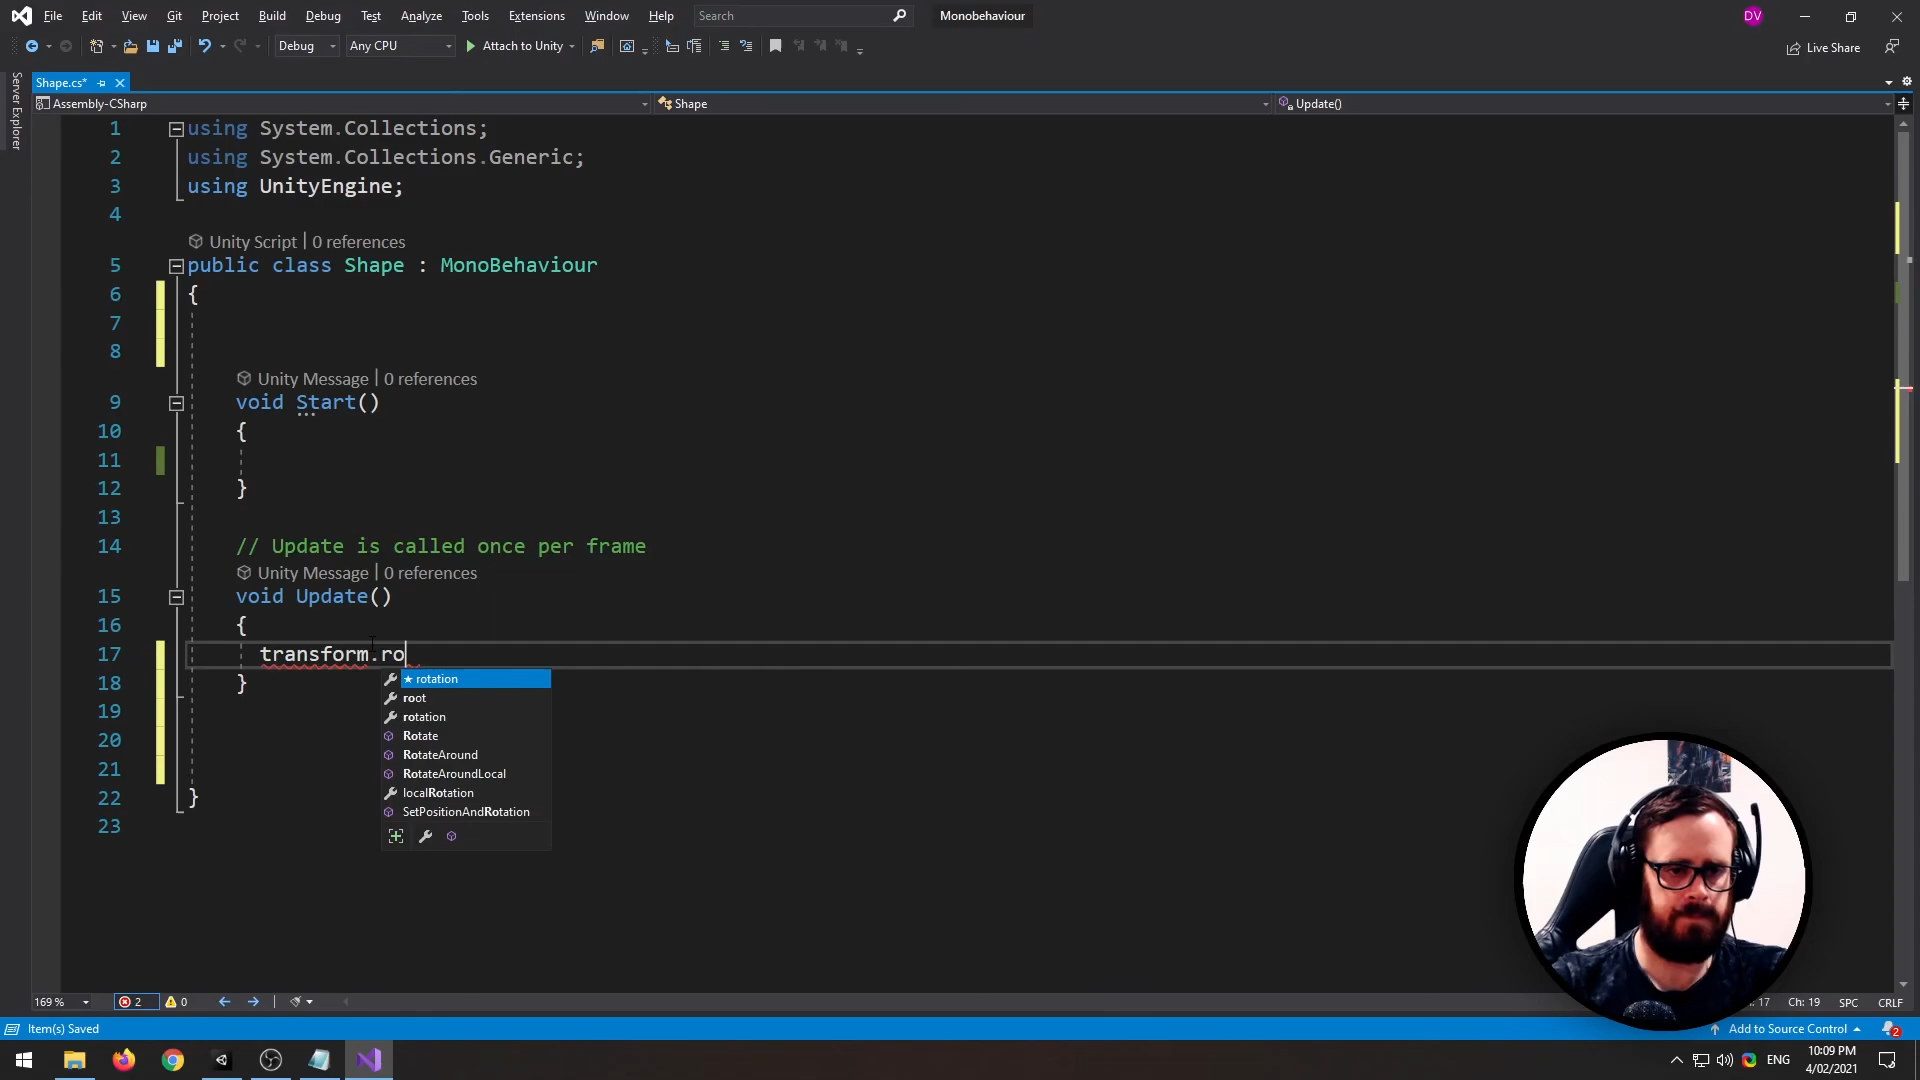 File Edit View Git Project Build Debug Test Analyze Tools Extensions Window Help Search Monobehaviour DV
Debug Any CPU Attach to Unity Live Share
Server Explorer
Shape.cs*
Assembly-CSharp Shape Update()
1 using System.Collections;
2 using System.Collections.Generic;
3 using UnityEngine;
4
Unity Script | 0 references
5 public class Shape : MonoBehaviour
6 {
7
8
Unity Message | 0 references
9 void Start()
10 {
11
12 }
13
14 // Update is called once per frame
Unity Message | 0 references
15 void Update()
16 {
17 transform.ro
18 }
19
20
21
22 }
23
★ rotation
root
rotation
Rotate
RotateAround
RotateAroundLocal
localRotation
SetPositionAndRotation
169 % 2 0 17 Ch: 19 SPC CRLF
Item(s) Saved Add to Source Control 2
ENG 10:09 PM
4/02/2021